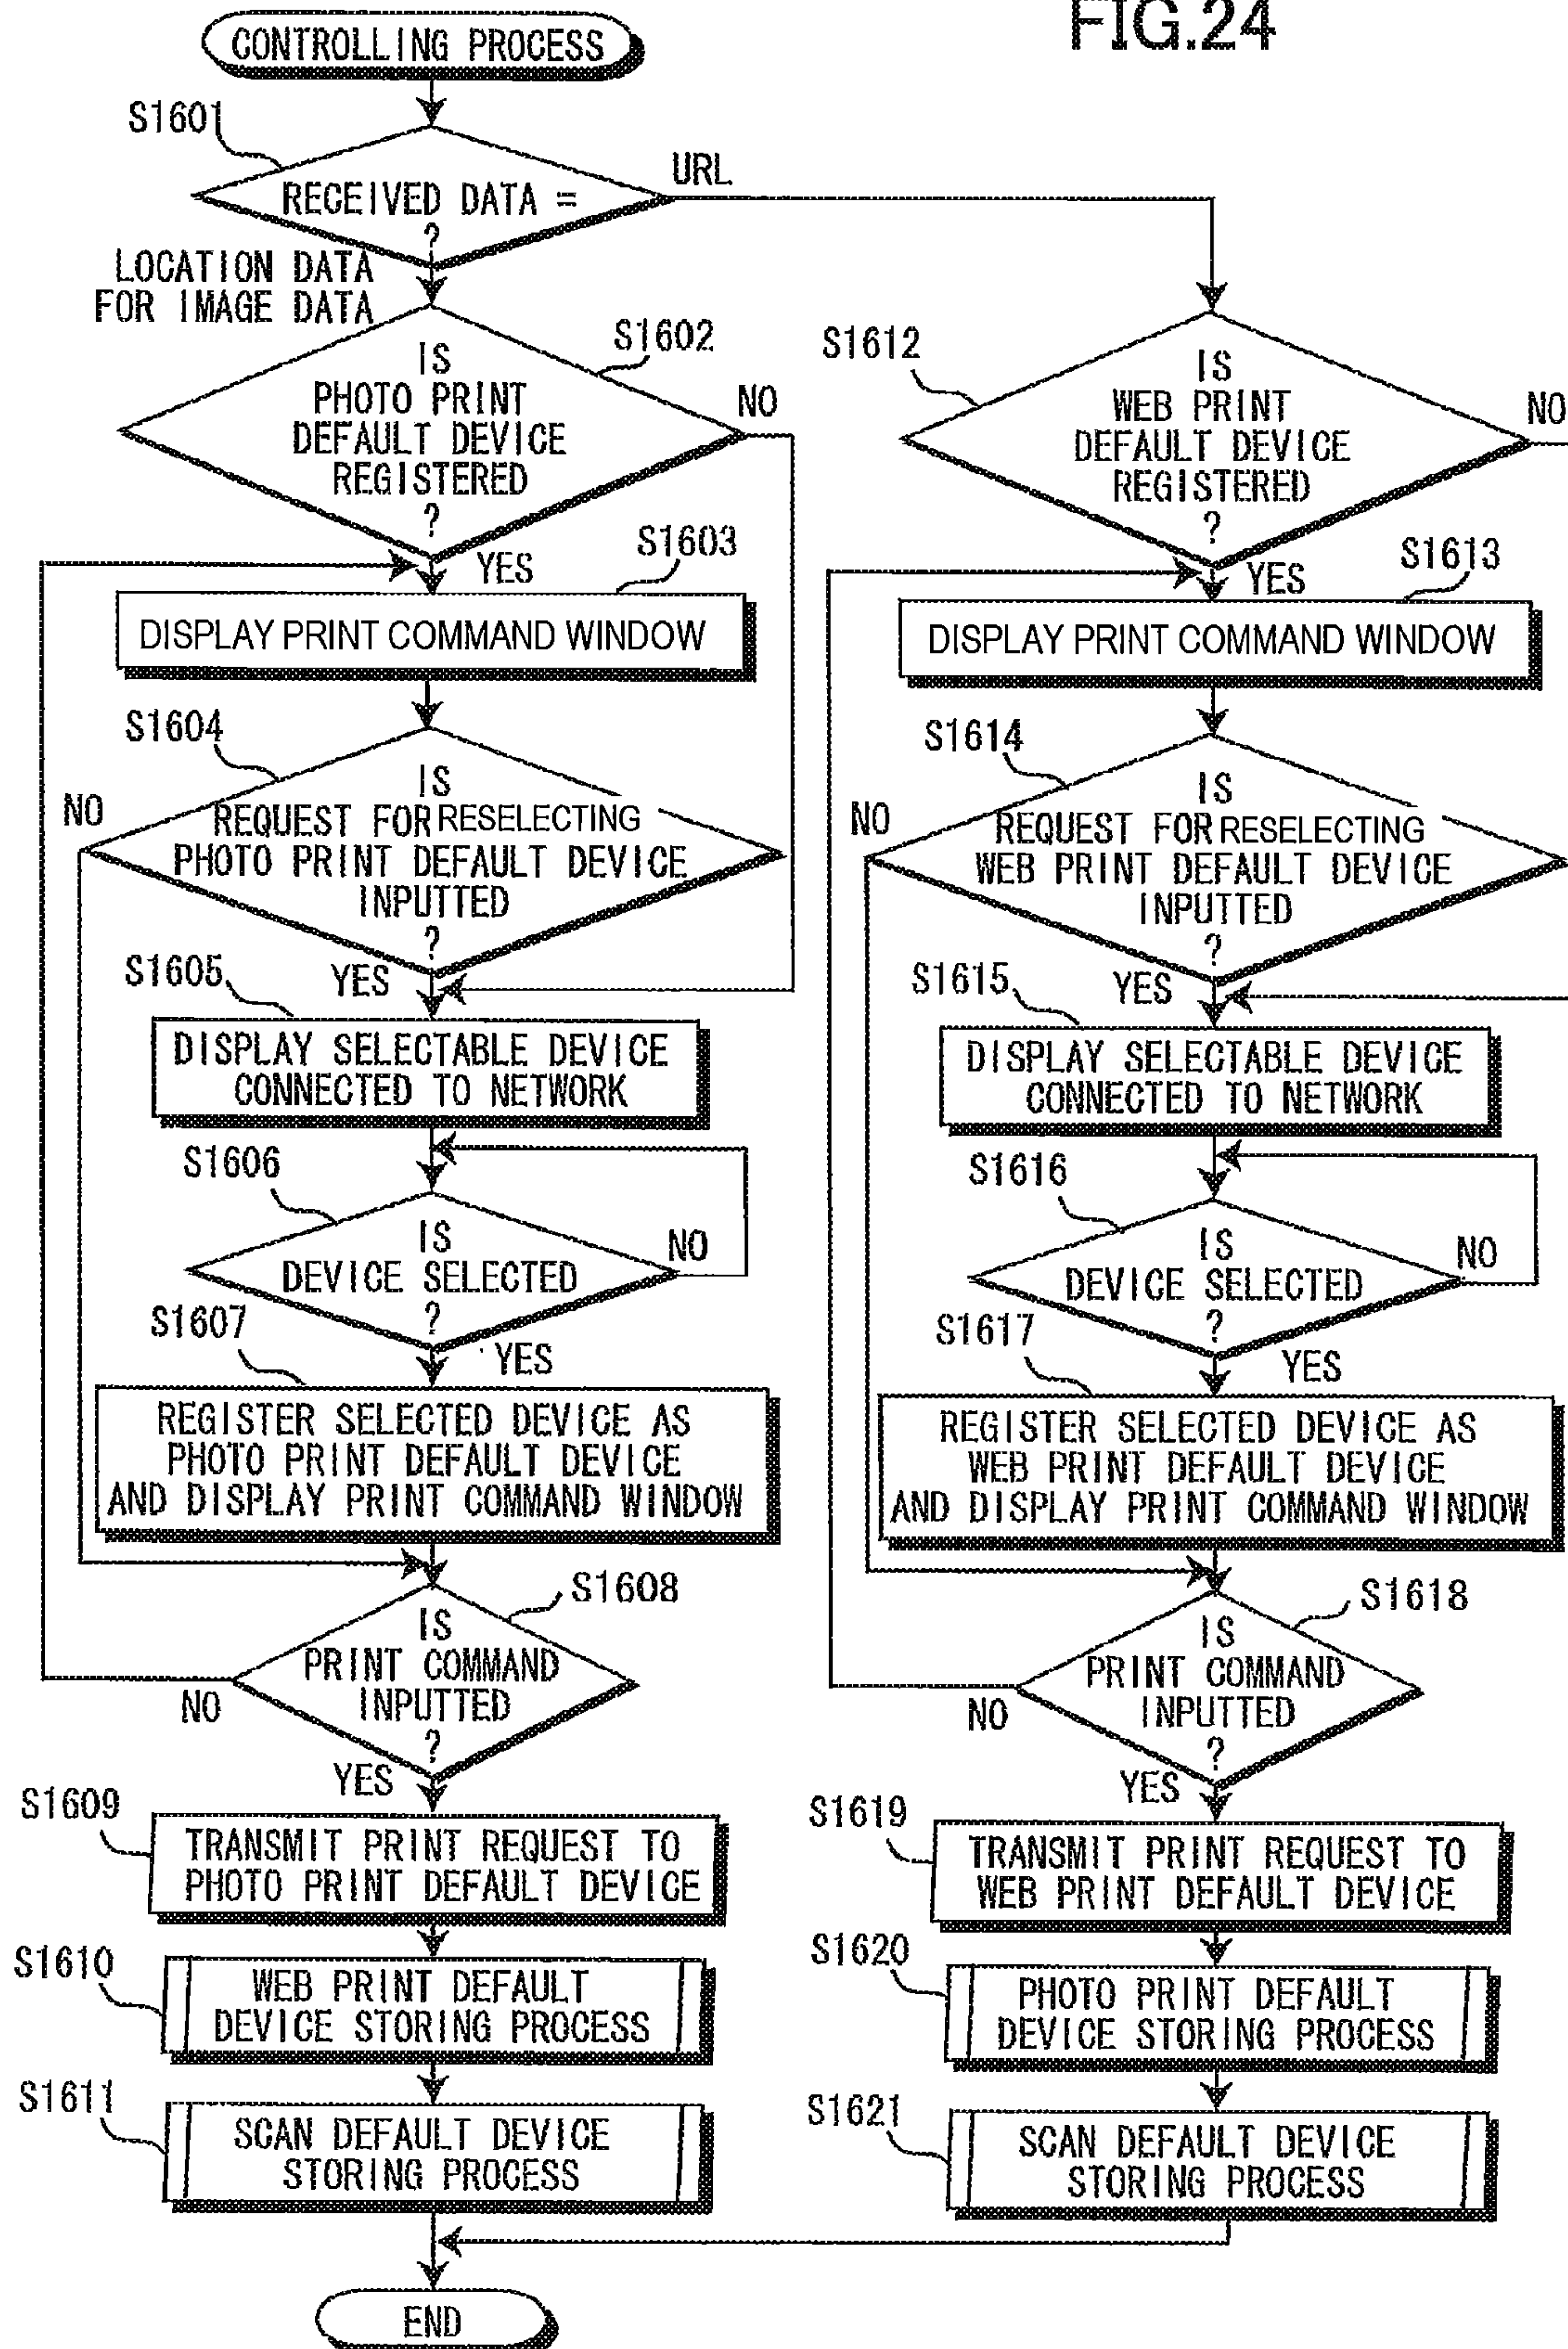 FIG.24
CONTROLLING PROCESS
S1601
RECEIVED DATA =
?
URL
LOCATION DATA
FOR IMAGE DATA
S1602
IS
PHOTO PRINT
DEFAULT DEVICE
REGISTERED
?
NO
YES
S1603
DISPLAY PRINT COMMAND WINDOW
S1604
IS
REQUEST FOR RESELECTING
PHOTO PRINT DEFAULT DEVICE
INPUTTED
?
NO
YES
S1605
DISPLAY SELECTABLE DEVICE
CONNECTED TO NETWORK
S1606
IS
DEVICE SELECTED
?
NO
YES
S1607
REGISTER SELECTED DEVICE AS
PHOTO PRINT DEFAULT DEVICE
AND DISPLAY PRINT COMMAND WINDOW
S1608
IS
PRINT COMMAND
INPUTTED
?
NO
YES
S1609
TRANSMIT PRINT REQUEST TO
PHOTO PRINT DEFAULT DEVICE
S1610
WEB PRINT DEFAULT
DEVICE STORING PROCESS
S1611
SCAN DEFAULT DEVICE
STORING PROCESS
END
S1612
IS
WEB PRINT
DEFAULT DEVICE
REGISTERED
?
NO
YES
S1613
DISPLAY PRINT COMMAND WINDOW
S1614
IS
REQUEST FOR RESELECTING
WEB PRINT DEFAULT DEVICE
INPUTTED
?
NO
YES
S1615
DISPLAY SELECTABLE DEVICE
CONNECTED TO NETWORK
S1616
IS
DEVICE SELECTED
?
NO
YES
S1617
REGISTER SELECTED DEVICE AS
WEB PRINT DEFAULT DEVICE
AND DISPLAY PRINT COMMAND WINDOW
S1618
IS
PRINT COMMAND
INPUTTED
?
NO
YES
S1619
TRANSMIT PRINT REQUEST TO
WEB PRINT DEFAULT DEVICE
S1620
PHOTO PRINT DEFAULT
DEVICE STORING PROCESS
S1621
SCAN DEFAULT DEVICE
STORING PROCESS